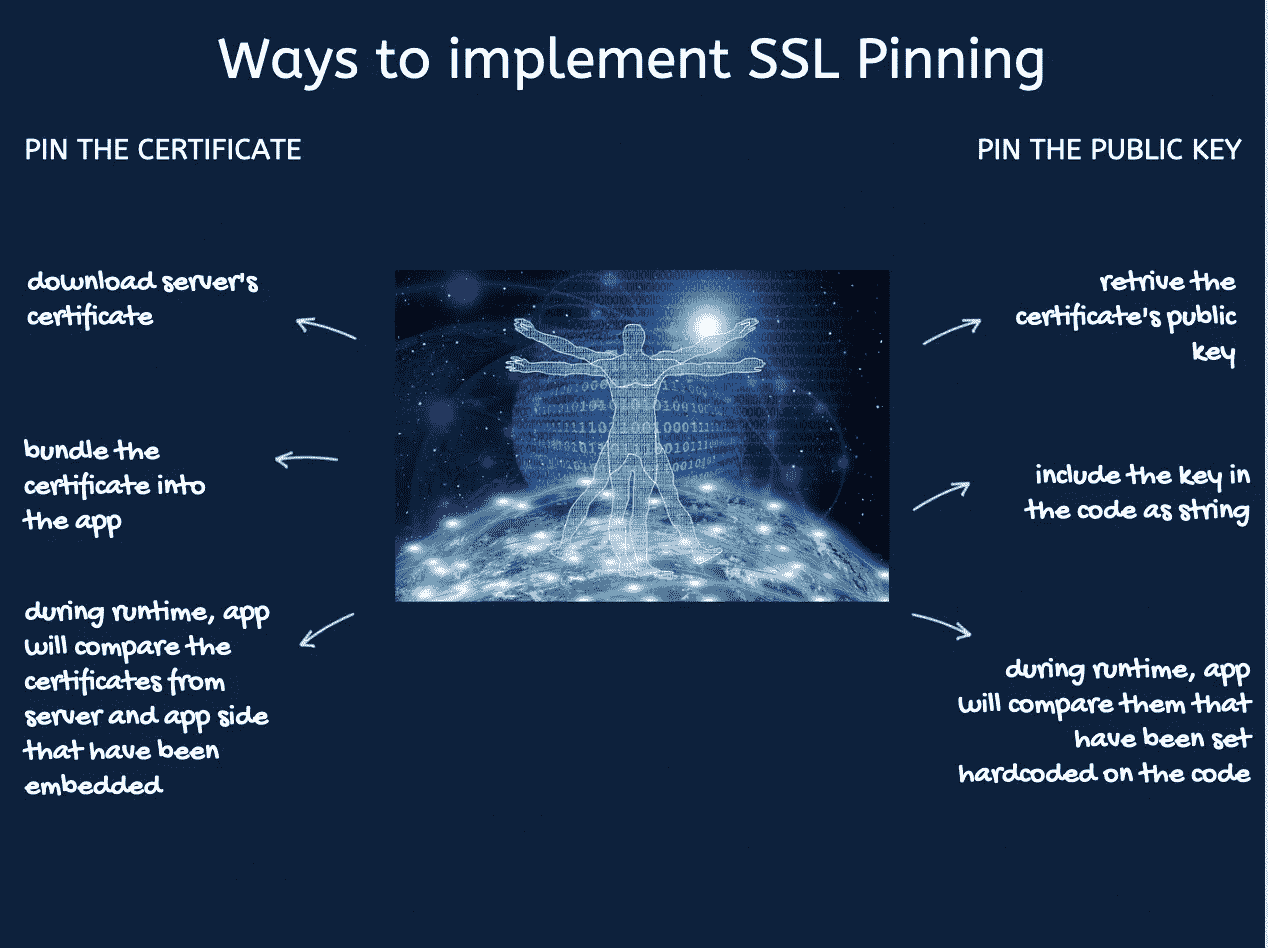 Ways to implement SSL Pinning
PIN THE CERTIFICATE
download server's
certificate
bundle the
certificate into
the app
during runtime, app
will compare the
certificates from
server and app side
that have been
embedded
PIN THE PUBLIC KEY
retrive the
certificate's public
key
include the key in
the code as string
during runtime, app
will compare them that
have been set
hardcoded on the code